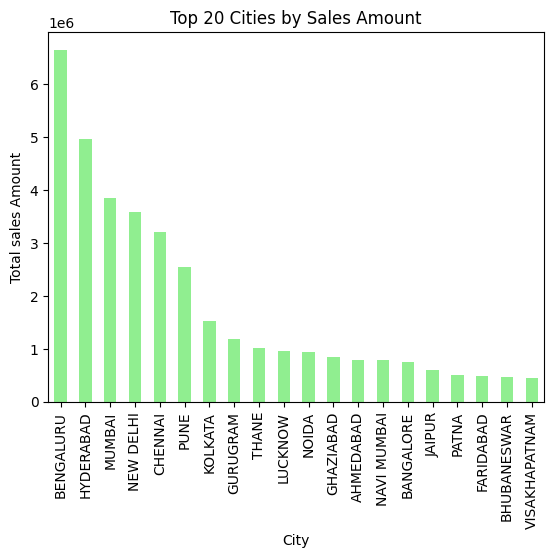 Top 20 Cities by Sales Amount
1e6
Total sales Amount
6
5
4
3
2
1
0
BENGALURU
HYDERABAD
MUMBAI
NEW DELHI
CHENNAI
PUNE
KOLKATA
GURUGRAM
THANE
LUCKNOW
NOIDA
GHAZIABAD
AHMEDABAD
NAVI MUMBAI
BANGALORE
JAIPUR
PATNA
FARIDABAD
BHUBANESWAR
VISAKHAPATNAM
City